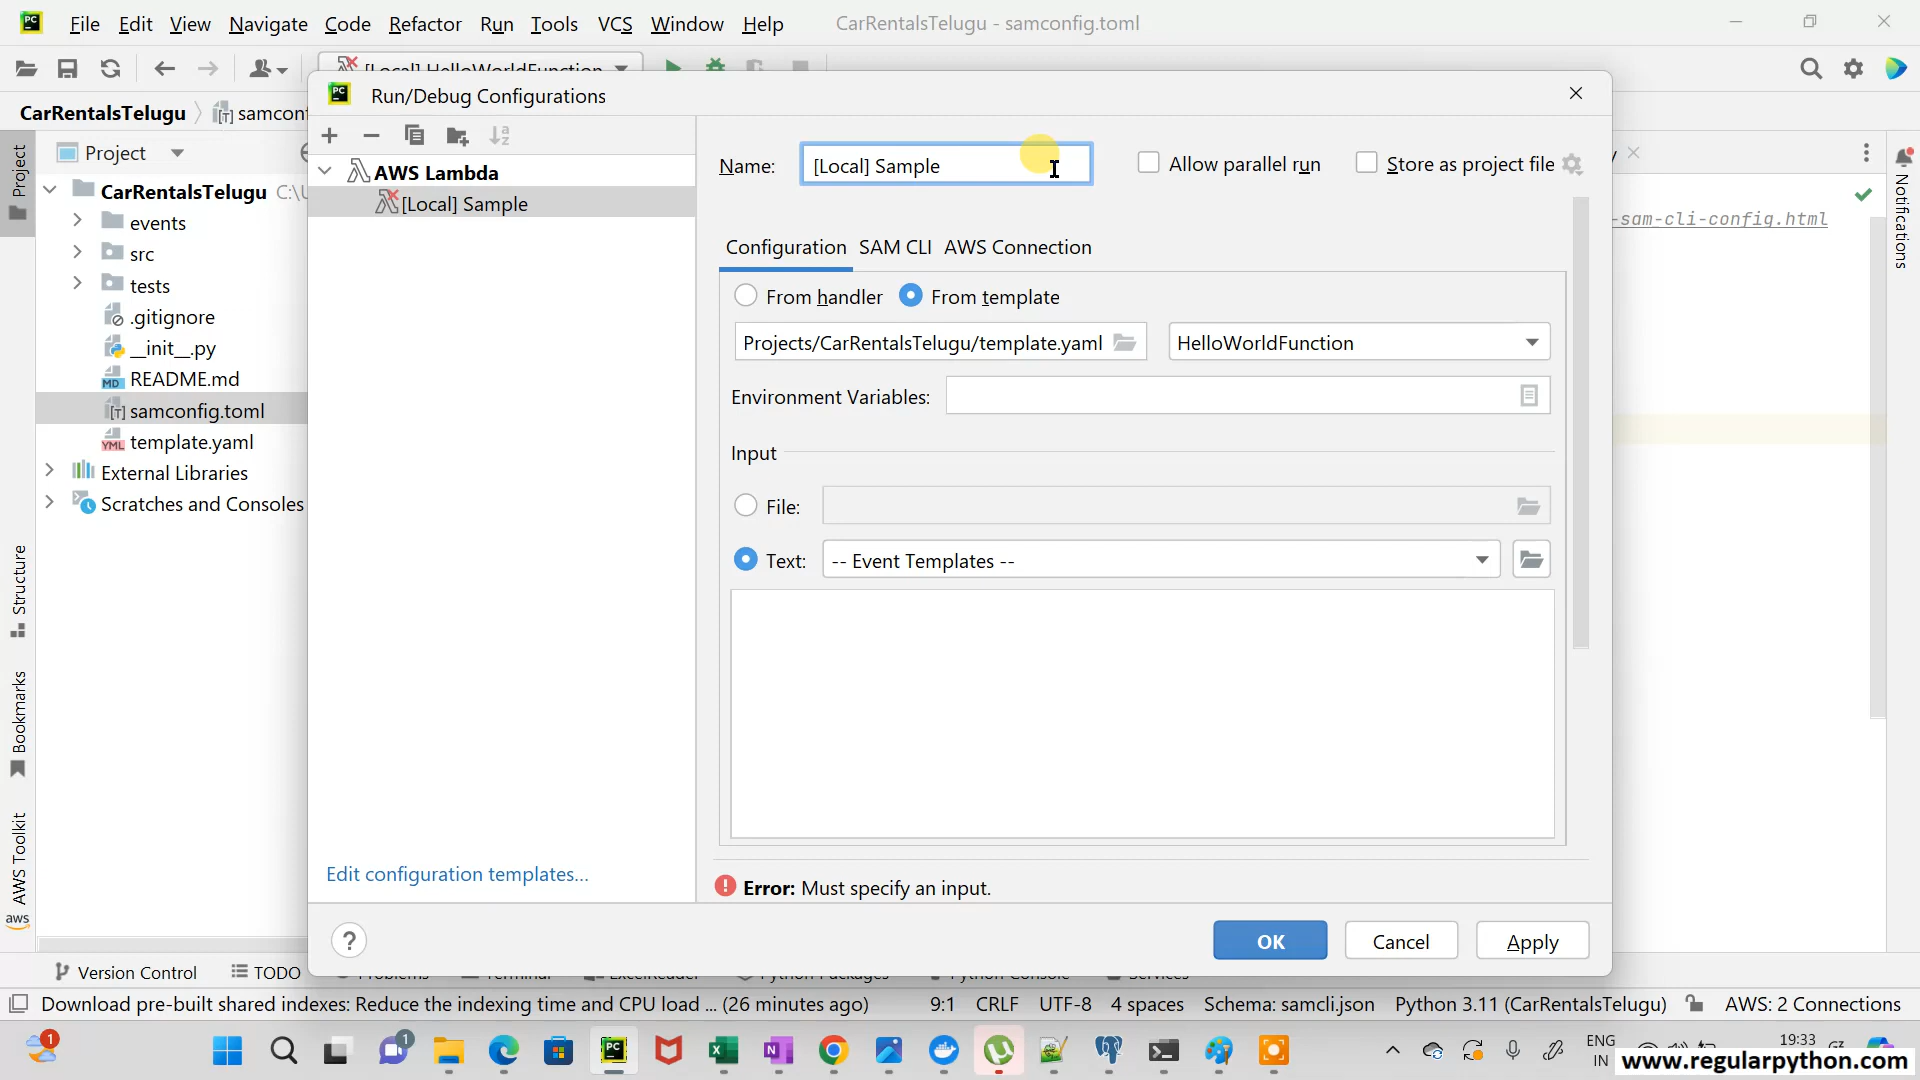 File Edit View Navigate Code Refactor Run Tools VCS Window Help CarRentalsTelugu - samconfig.toml
[Local] HelloWorldFunction
CarRentalsTelugu
Run/Debug Configurations
Project
Project
CarRentalsTelugu
events
src
tests
.gitignore
__init__.py
README.md
samconfig.toml
template.yaml
External Libraries
Scratches and Consoles
Structure
Bookmarks
AWS Toolkit
aws
AWS Lambda
[Local] Sample
Edit configuration templates...
Name: [Local] Sample Allow parallel run Store as project file
Configuration SAM CLI AWS Connection
From handler From template
Projects/CarRentalsTelugu/template.yaml HelloWorldFunction
Environment Variables:
Input
File:
Text: -- Event Templates --
Error: Must specify an input.
? OK Cancel Apply
-sam-cli-config.html
Notifications
Version Control TODO
Download pre-built shared indexes: Reduce the indexing time and CPU load ... (26 minutes ago) 9:1 CRLF UTF-8 4 spaces Schema: samcli.json Python 3.11 (CarRentalsTelugu) AWS: 2 Connections
ENG
IN
19:33
www.regularpython.com